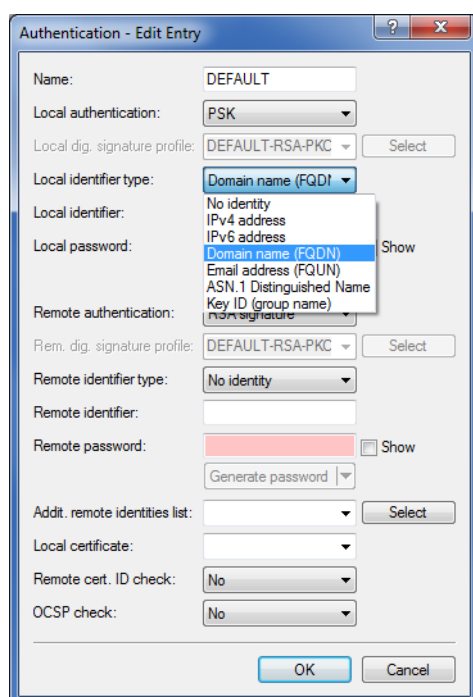 Authentication - Edit Entry
Name: DEFAULT
Local authentication: PSK
Local dig. signature profile: DEFAULT-RSA-PKC Select
Local identifier type: Domain name (FQDN
No identity
Local identifier: IPv4 address
IPv6 address
Local password: Domain name (FQDN) Show
Email address (FQUN)
ASN.1 Distinguished Name
Key ID (group name)
Remote authentication: RSA signature
Rem. dig. signature profile: DEFAULT-RSA-PKC Select
Remote identifier type: No identity
Remote identifier:
Remote password: Show
Generate password
Addit. remote identities list: Select
Local certificate:
Remote cert. ID check: No
OCSP check: No
OK Cancel